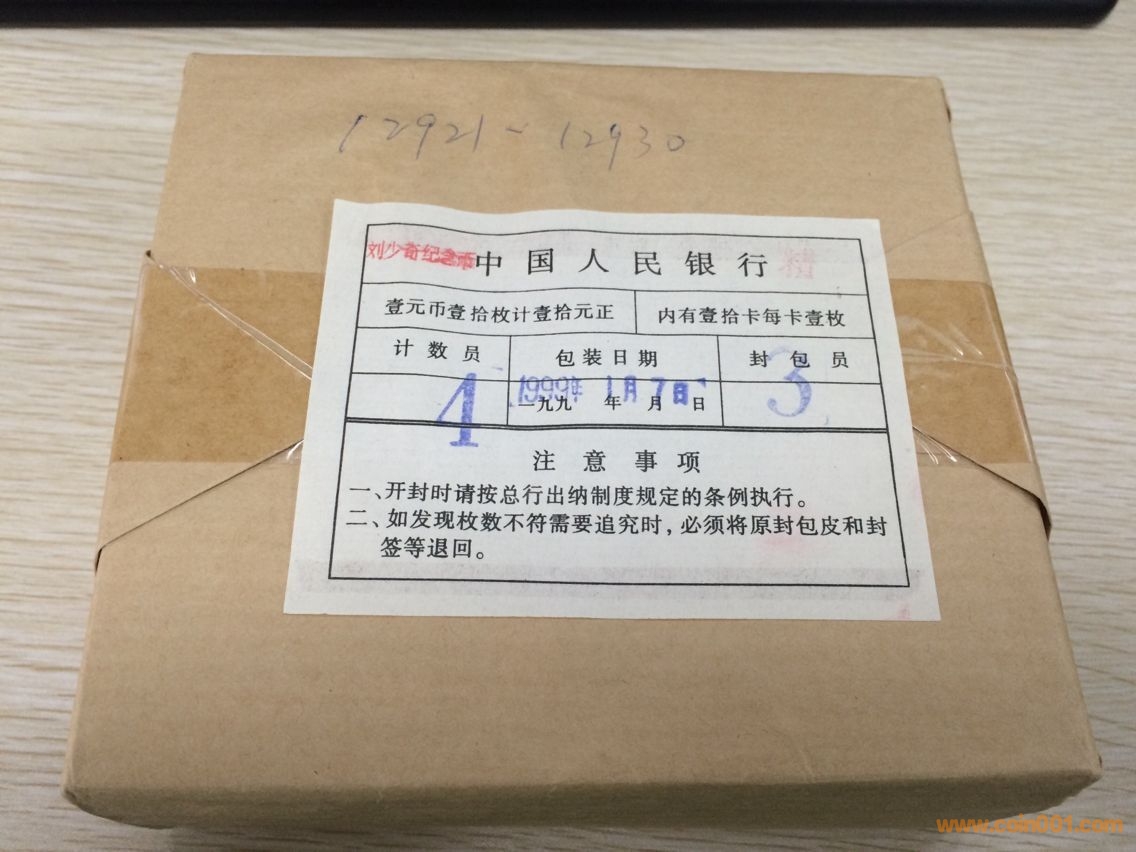 12921~12930
刘少奇纪念币
中国人民银行
精
壹元币壹拾枚计壹拾元正
内有壹拾卡每卡壹枚
计数员
包装日期
封包员
4
1999年1月7日
一九九 年 月 日
3
注意事项
一、开封时请按总行出纳制度规定的条例执行。
二、如发现枚数不符需要追究时,必须将原封包皮和封
签等退回。
www.coin001.com